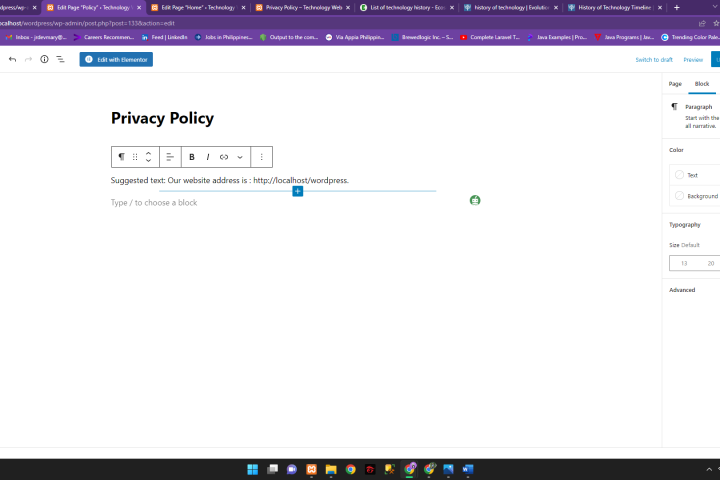 dpress/wp-
Edit Page "Policy" ‹ Technology
Edit Page "Home" ‹ Technology
Privacy Policy – Technology Web
List of technology history - Eco
history of technology | Evolution
History of Technology Timeline |
ocalhost/wordpress/wp-admin/post.php?post=133&action=edit
Inbox - jrdevmary@...
Careers Recommen...
Feed | LinkedIn
Jobs in Philippines...
Output to the com...
Via Appia Philippin...
Brewedlogic Inc. – S...
Complete Laravel T...
Java Examples | Pro...
Java Programs | Jav...
Trending Color Pale...
Edit with Elementor
Switch to draft
Preview
Page
Block
Privacy Policy
Paragraph
Start with the
all narrative.
B I
Color
Suggested text: Our website address is : http://localhost/wordpress.
Text
Type / to choose a block
Background
Typography
Size Default
13 20
Advanced